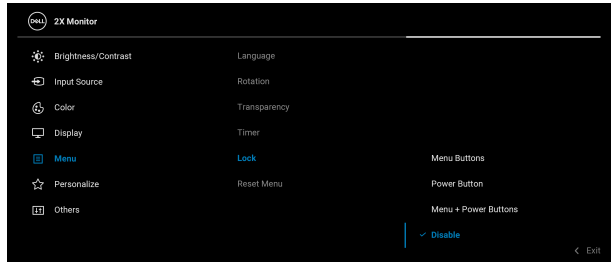 DELL 2X Monitor
Brightness/Contrast Language
Input Source Rotation
Color Transparency
Display Timer
Menu Lock Menu Buttons
Personalize Reset Menu Power Button
Others Menu + Power Buttons
Disable
Exit